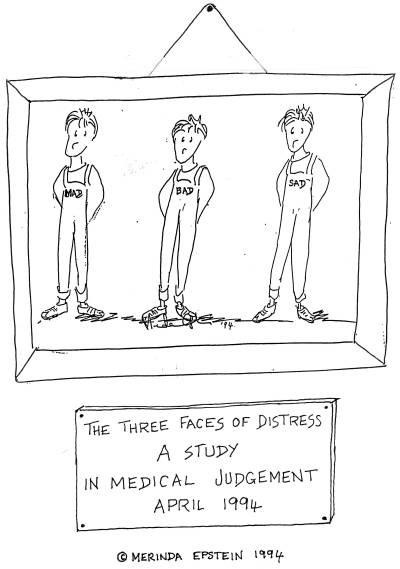 MAD
BAD
SAD
'94
THE THREE FACES OF DISTRESS
A STUDY
IN MEDICAL JUDGEMENT
APRIL 1994
© MERINDA EPSTEIN 1994